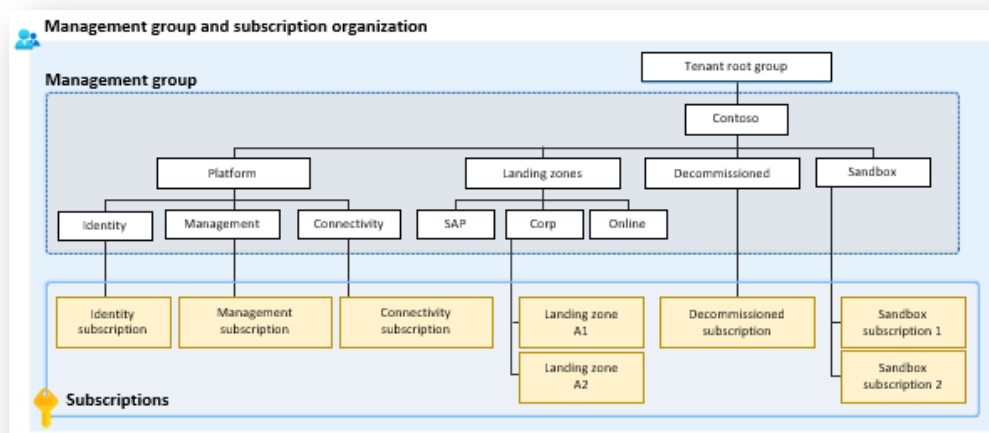 Management group and subscription organization
Tenant root group
Management group
Contoso
Platform
Landing zones
Decommissioned
Sandbox
Identity
Management
Connectivity
SAP
Corp
Online
Identity
subscription
Management
subscription
Connectivity
subscription
Landing zone
A1
Decommissioned
subscription
Sandbox
subscription 1
Landing zone
A2
Sandbox
subscription 2
Subscriptions